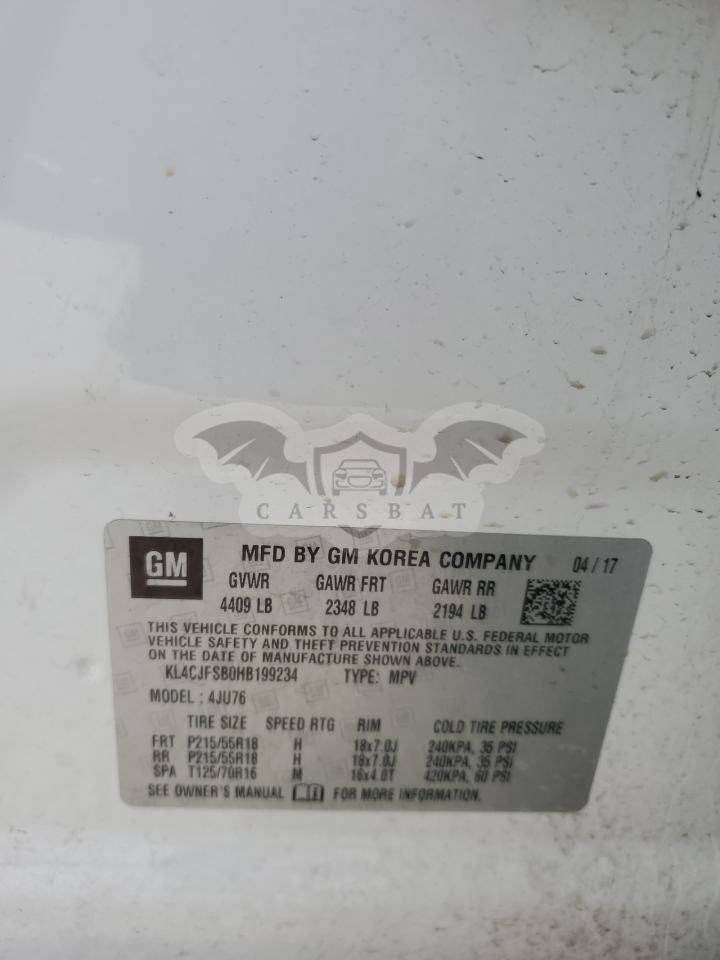 CARSBAT
GM MFD BY GM KOREA COMPANY 04/17
GVWR GAWR FRT GAWR RR
4409 LB 2348 LB 2194 LB
THIS VEHICLE CONFORMS TO ALL APPLICABLE U.S. FEDERAL MOTOR
VEHICLE SAFETY AND THEFT PREVENTION STANDARDS IN EFFECT
ON THE DATE OF MANUFACTURE SHOWN ABOVE.
KL4CJFSB0HB199234 TYPE: MPV
MODEL : 4JU76
TIRE SIZE SPEED RTG RIM COLD TIRE PRESSURE
FRT P215/55R18 H 18x7.0J 240KPA, 35 PSI
RR P215/55R18 H 18x7.0J 240KPA, 35 PSI
SPA T125/70R16 M 16x4.0T 420KPA, 60 PSI
SEE OWNER'S MANUAL FOR MORE INFORMATION.